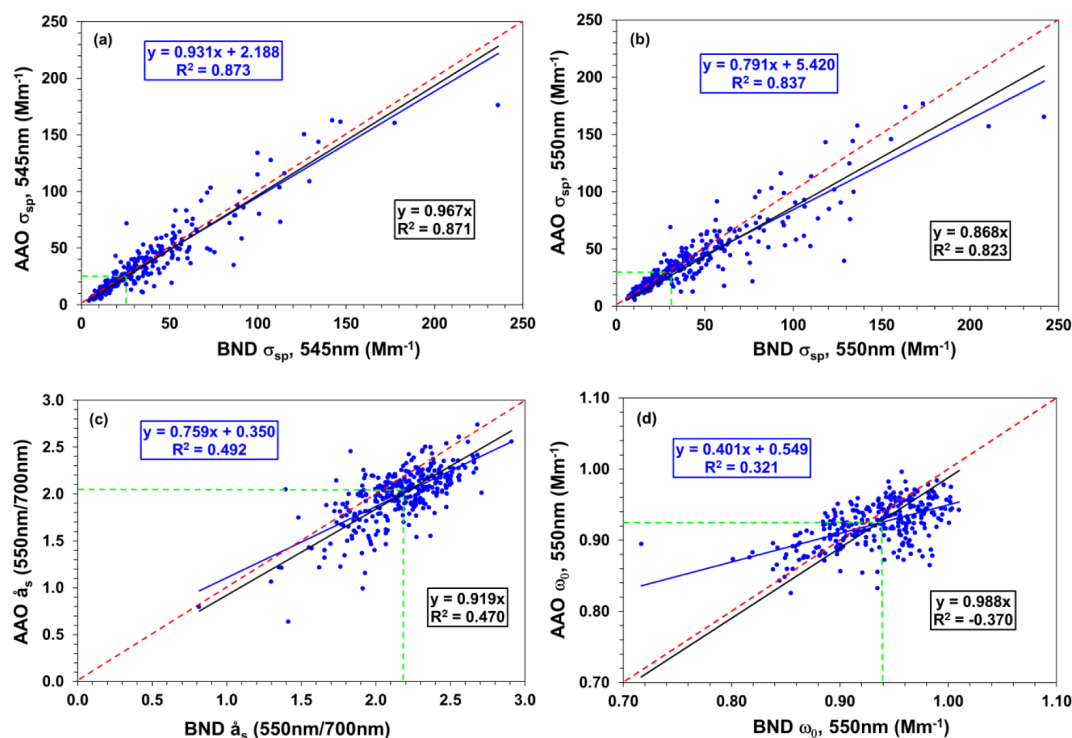 (a)
y = 0.931x + 2.188
R² = 0.873
y = 0.967x
R² = 0.871
AAO σsp, 545nm (Mm⁻¹)
250
200
150
100
50
0
0 50 100 150 200 250
BND σsp, 545nm (Mm⁻¹)
(b)
y = 0.791x + 5.420
R² = 0.837
y = 0.868x
R² = 0.823
AAO σsp, 550nm (Mm⁻¹)
250
200
150
100
50
0
0 50 100 150 200 250
BND σsp, 550nm (Mm⁻¹)
(c)
y = 0.759x + 0.350
R² = 0.492
y = 0.919x
R² = 0.470
AAO ås (550nm/700nm)
3.0
2.5
2.0
1.5
1.0
0.5
0.0
0.0 0.5 1.0 1.5 2.0 2.5 3.0
BND ås (550nm/700nm)
(d)
y = 0.401x + 0.549
R² = 0.321
y = 0.988x
R² = -0.370
AAO ω₀, 550nm (Mm⁻¹)
1.10
1.00
0.90
0.80
0.70
0.70 0.80 0.90 1.00 1.10
BND ω₀, 550nm (Mm⁻¹)